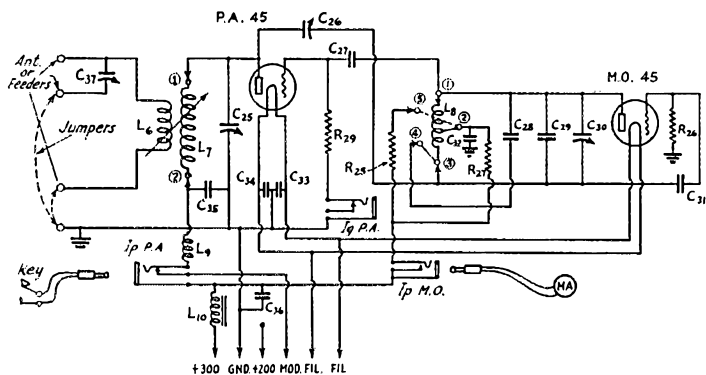 P.A. 45
C26
C27
M.O. 45
Ant. or Feeders
C37
L6
Jumpers
①
L7
②
C25
C35
C34
C33
R29
①
L8
⑤
②
④
③
C32
R25
R27
C28
C29
C30
R26
C31
L9
Ip P.A
Ig P.A.
Ip M.O.
Key
MA
L10
C36
+300 GND. +200 MOD. FIL. FIL